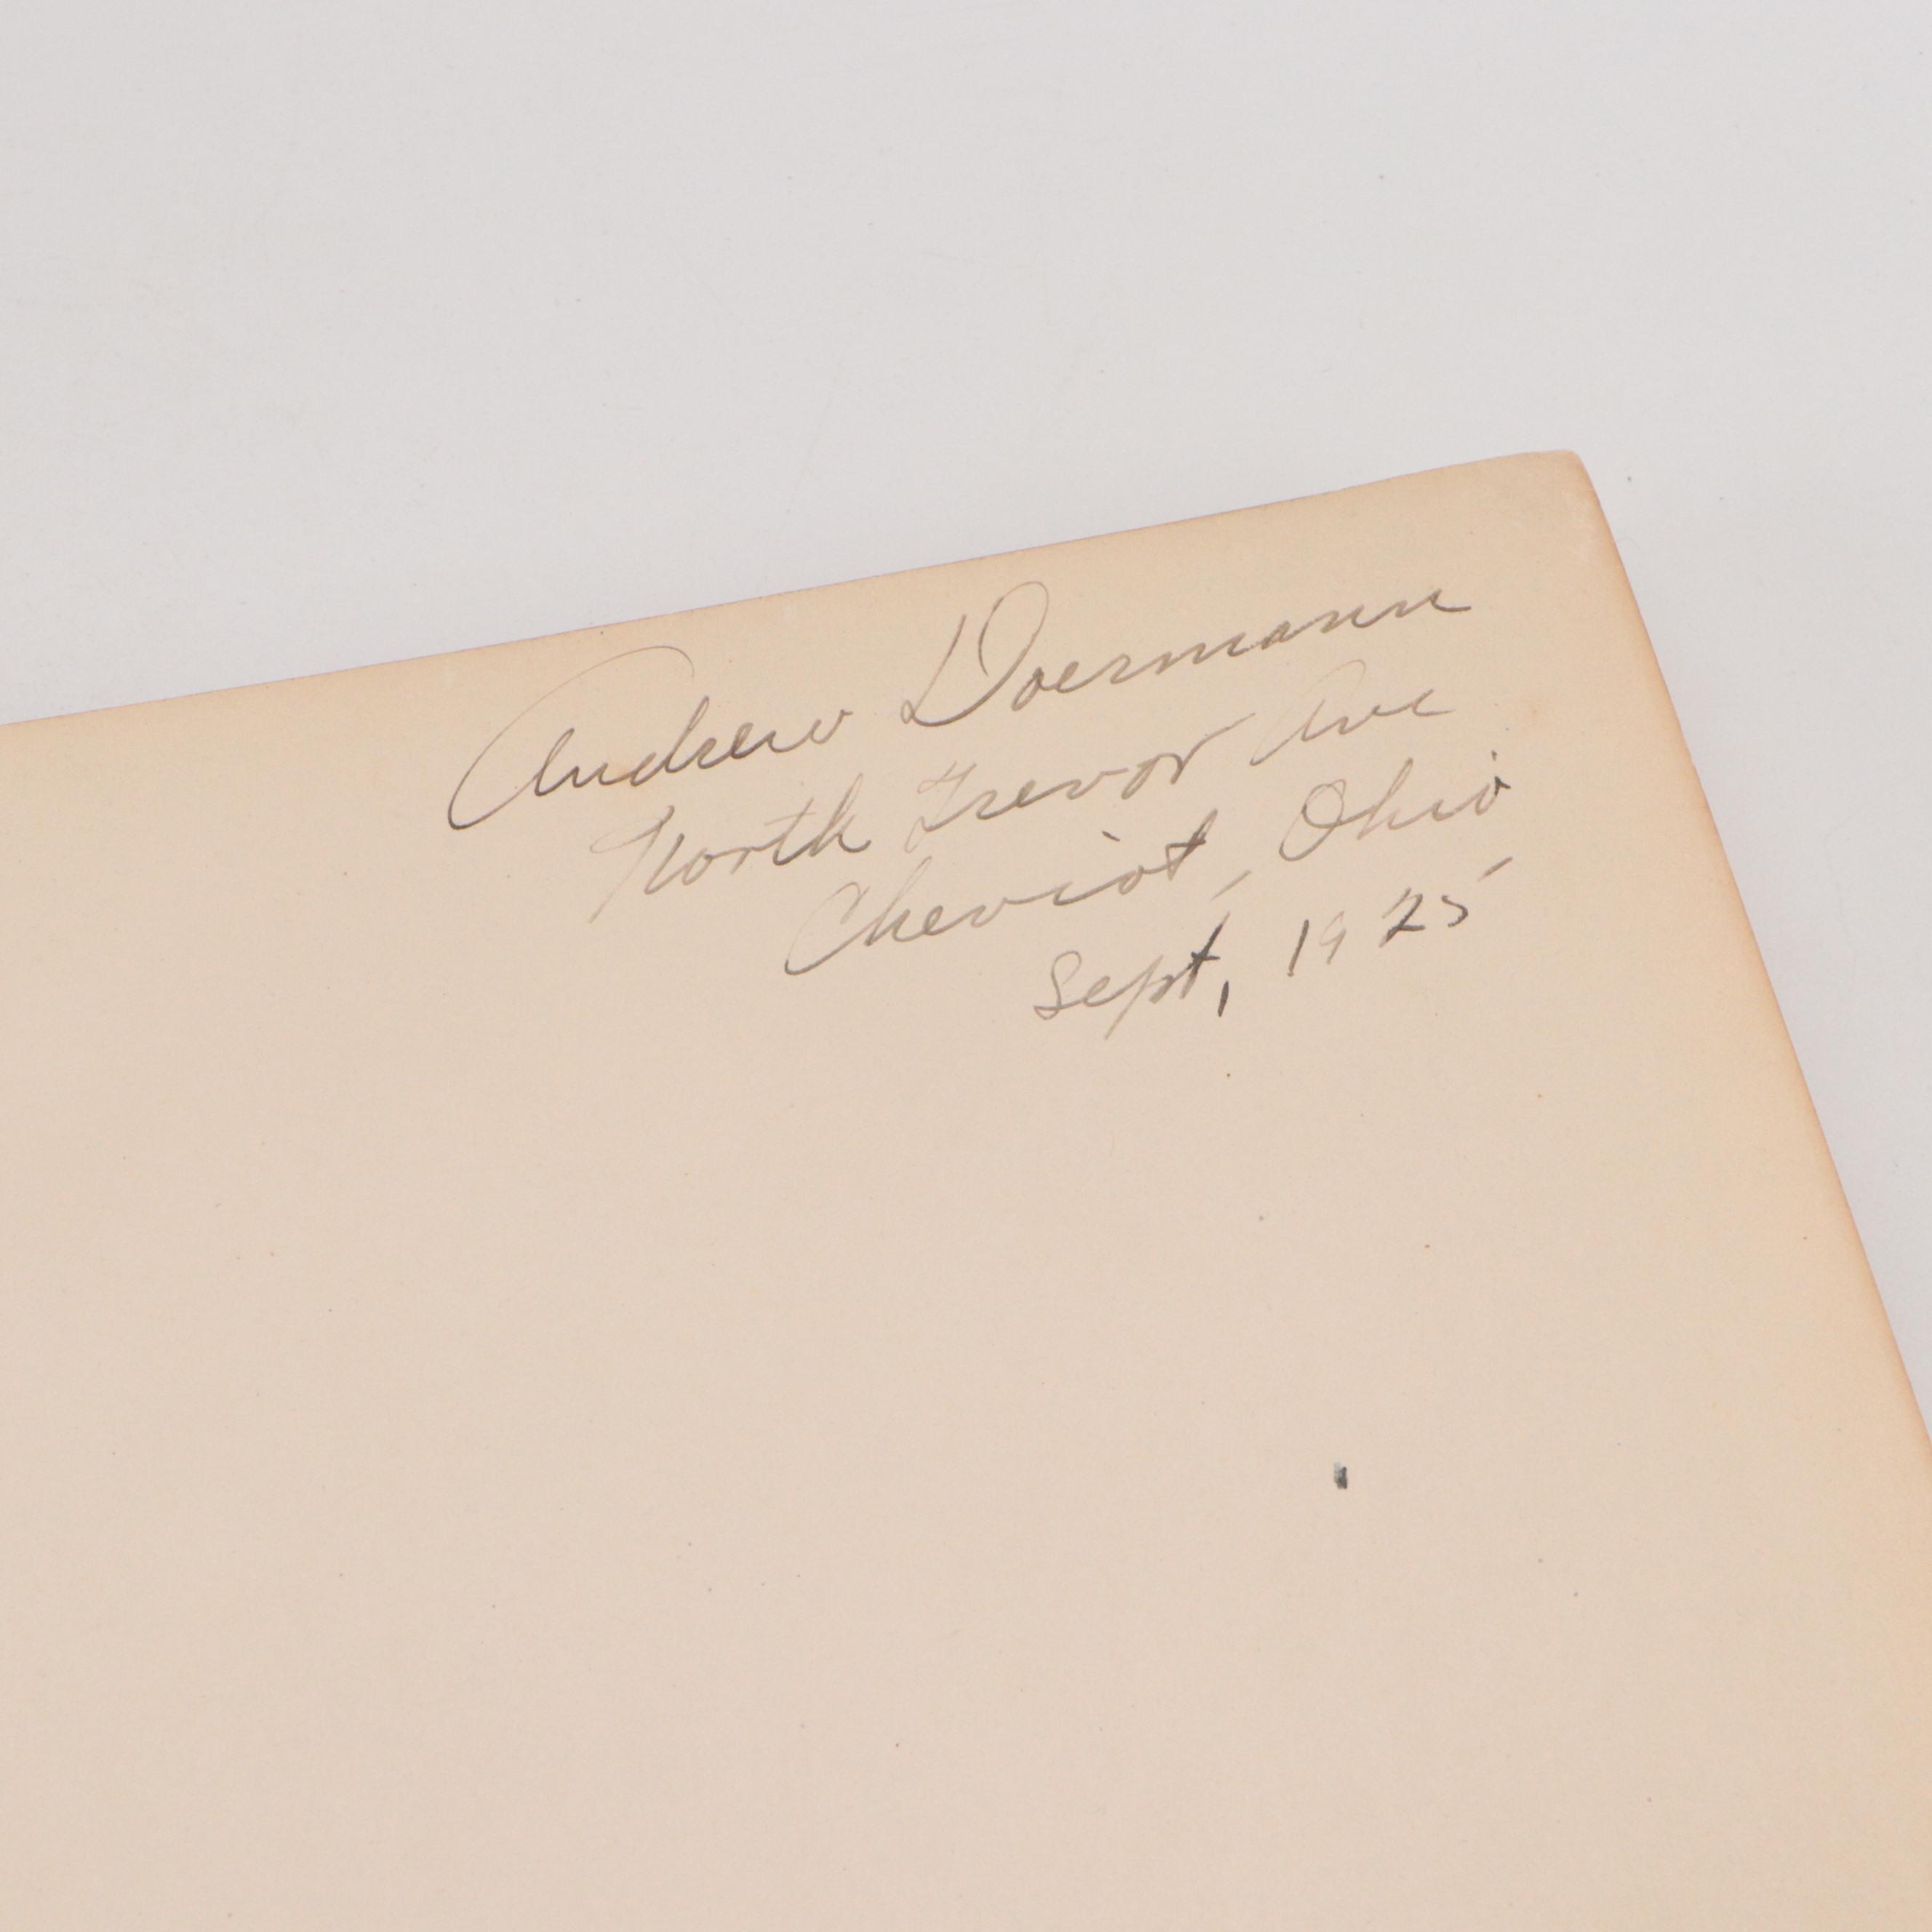 Andrew Doermann
North Trevor Ave
Cheviot, Ohio
Sept, 1925